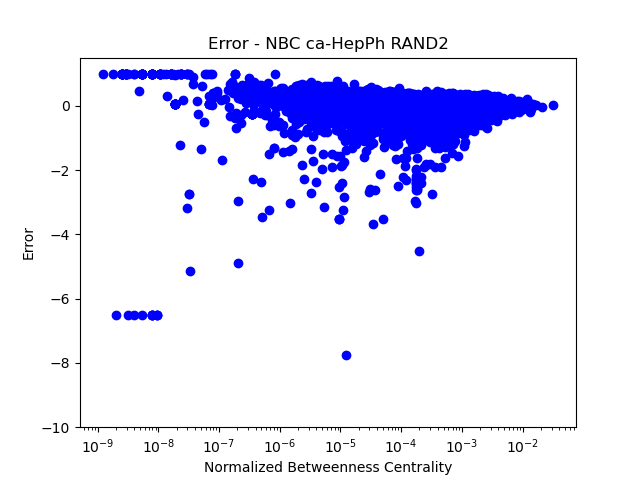 Error - NBC ca-HepPh RAND2
Error
0
−2
−4
−6
−8
−10
10⁻⁹ 10⁻⁸ 10⁻⁷ 10⁻⁶ 10⁻⁵ 10⁻⁴ 10⁻³ 10⁻²
Normalized Betweenness Centrality